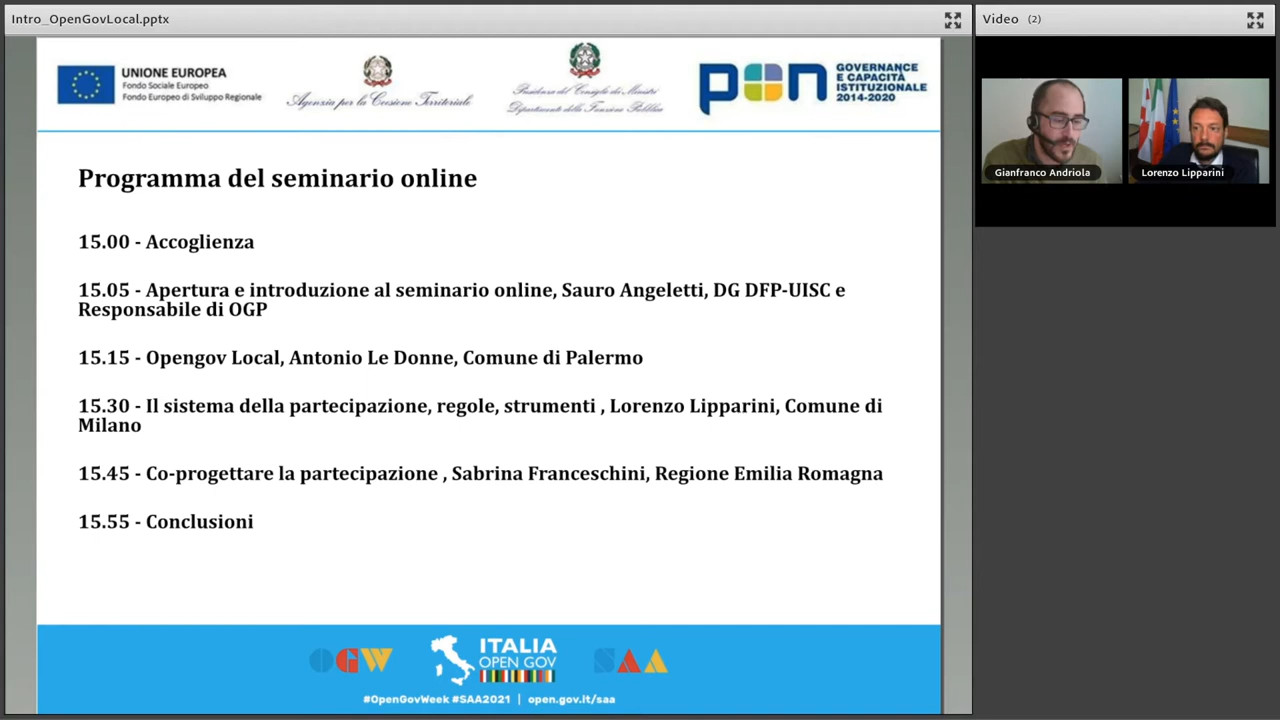 Intro_OpenGovLocal.pptx
Video (2)
UNIONE EUROPEA
Fondo Sociale Europeo
Fondo Europeo di Sviluppo Regionale
Agenzia per la Coesione Territoriale
Presidenza del Consiglio dei Ministri
Dipartimento della Funzione Pubblica
pon
GOVERNANCE
E CAPACITÀ
ISTITUZIONALE
2014-2020
Gianfranco Andriola
Lorenzo Lipparini
Programma del seminario online
15.00 - Accoglienza
15.05 - Apertura e introduzione al seminario online, Sauro Angeletti, DG DFP-UISC e
Responsabile di OGP
15.15 - Opengov Local, Antonio Le Donne, Comune di Palermo
15.30 - Il sistema della partecipazione, regole, strumenti , Lorenzo Lipparini, Comune di
Milano
15.45 - Co-progettare la partecipazione , Sabrina Franceschini, Regione Emilia Romagna
15.55 - Conclusioni
OGW
ITALIA
OPEN GOV
SAA
#OpenGovWeek #SAA2021 | open.gov.it/saa